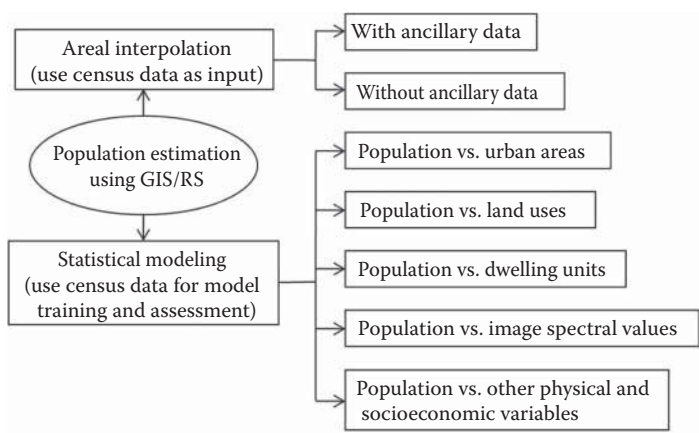 Areal interpolation
(use census data as input)
With ancillary data
Without ancillary data
Population estimation
using GIS/RS
Statistical modeling
(use census data for model
training and assessment)
Population vs. urban areas
Population vs. land uses
Population vs. dwelling units
Population vs. image spectral values
Population vs. other physical and
socioeconomic variables